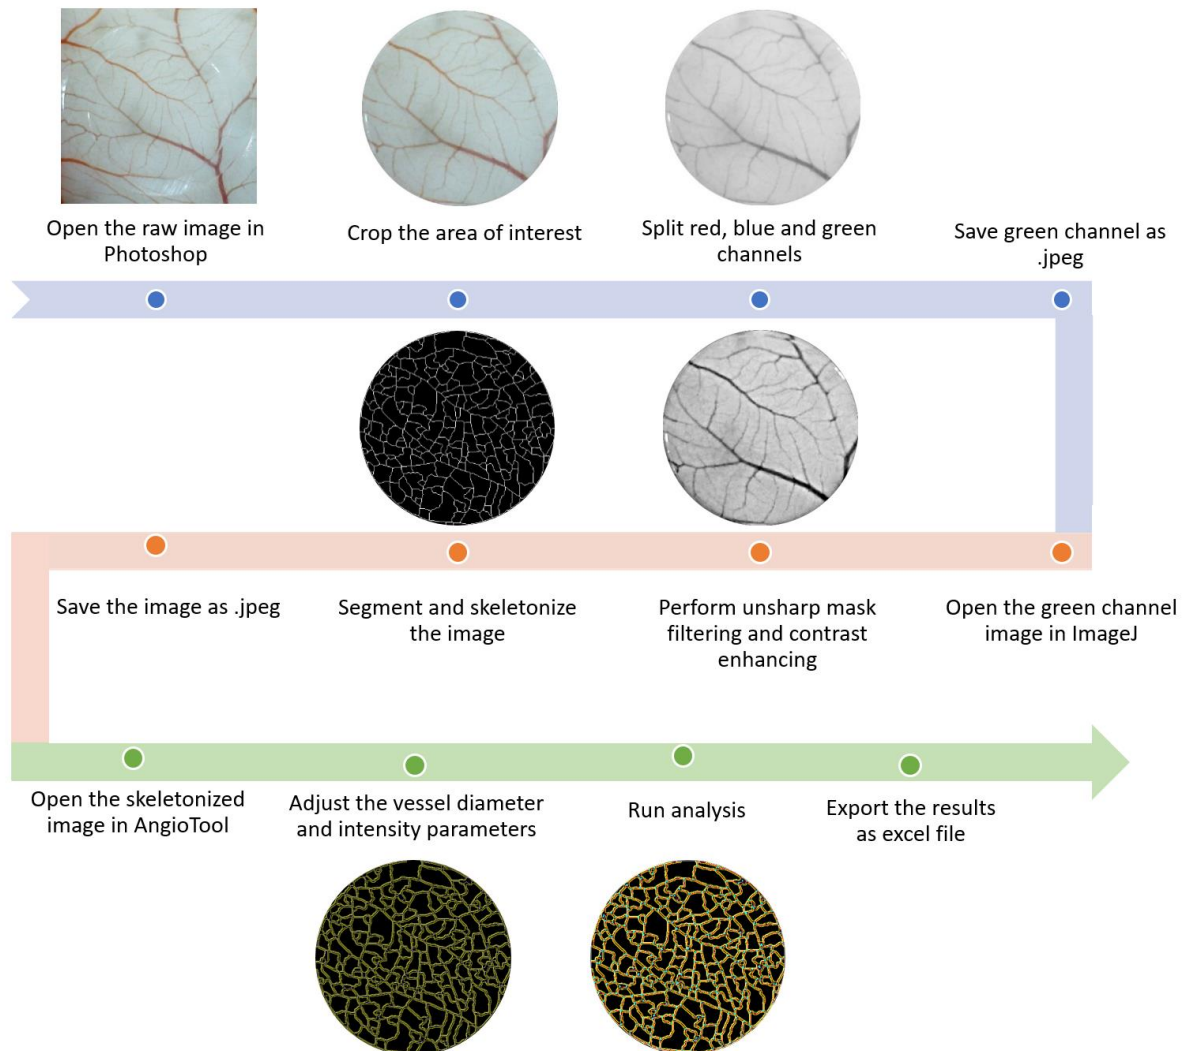 Open the raw image in
Photoshop
Crop the area of interest
Split red, blue and green
channels
Save green channel as
.jpeg
Save the image as .jpeg
Segment and skeletonize
the image
Perform unsharp mask
filtering and contrast
enhancing
Open the green channel
image in ImageJ
Open the skeletonized
image in AngioTool
Adjust the vessel diameter
and intensity parameters
Run analysis
Export the results
as excel file